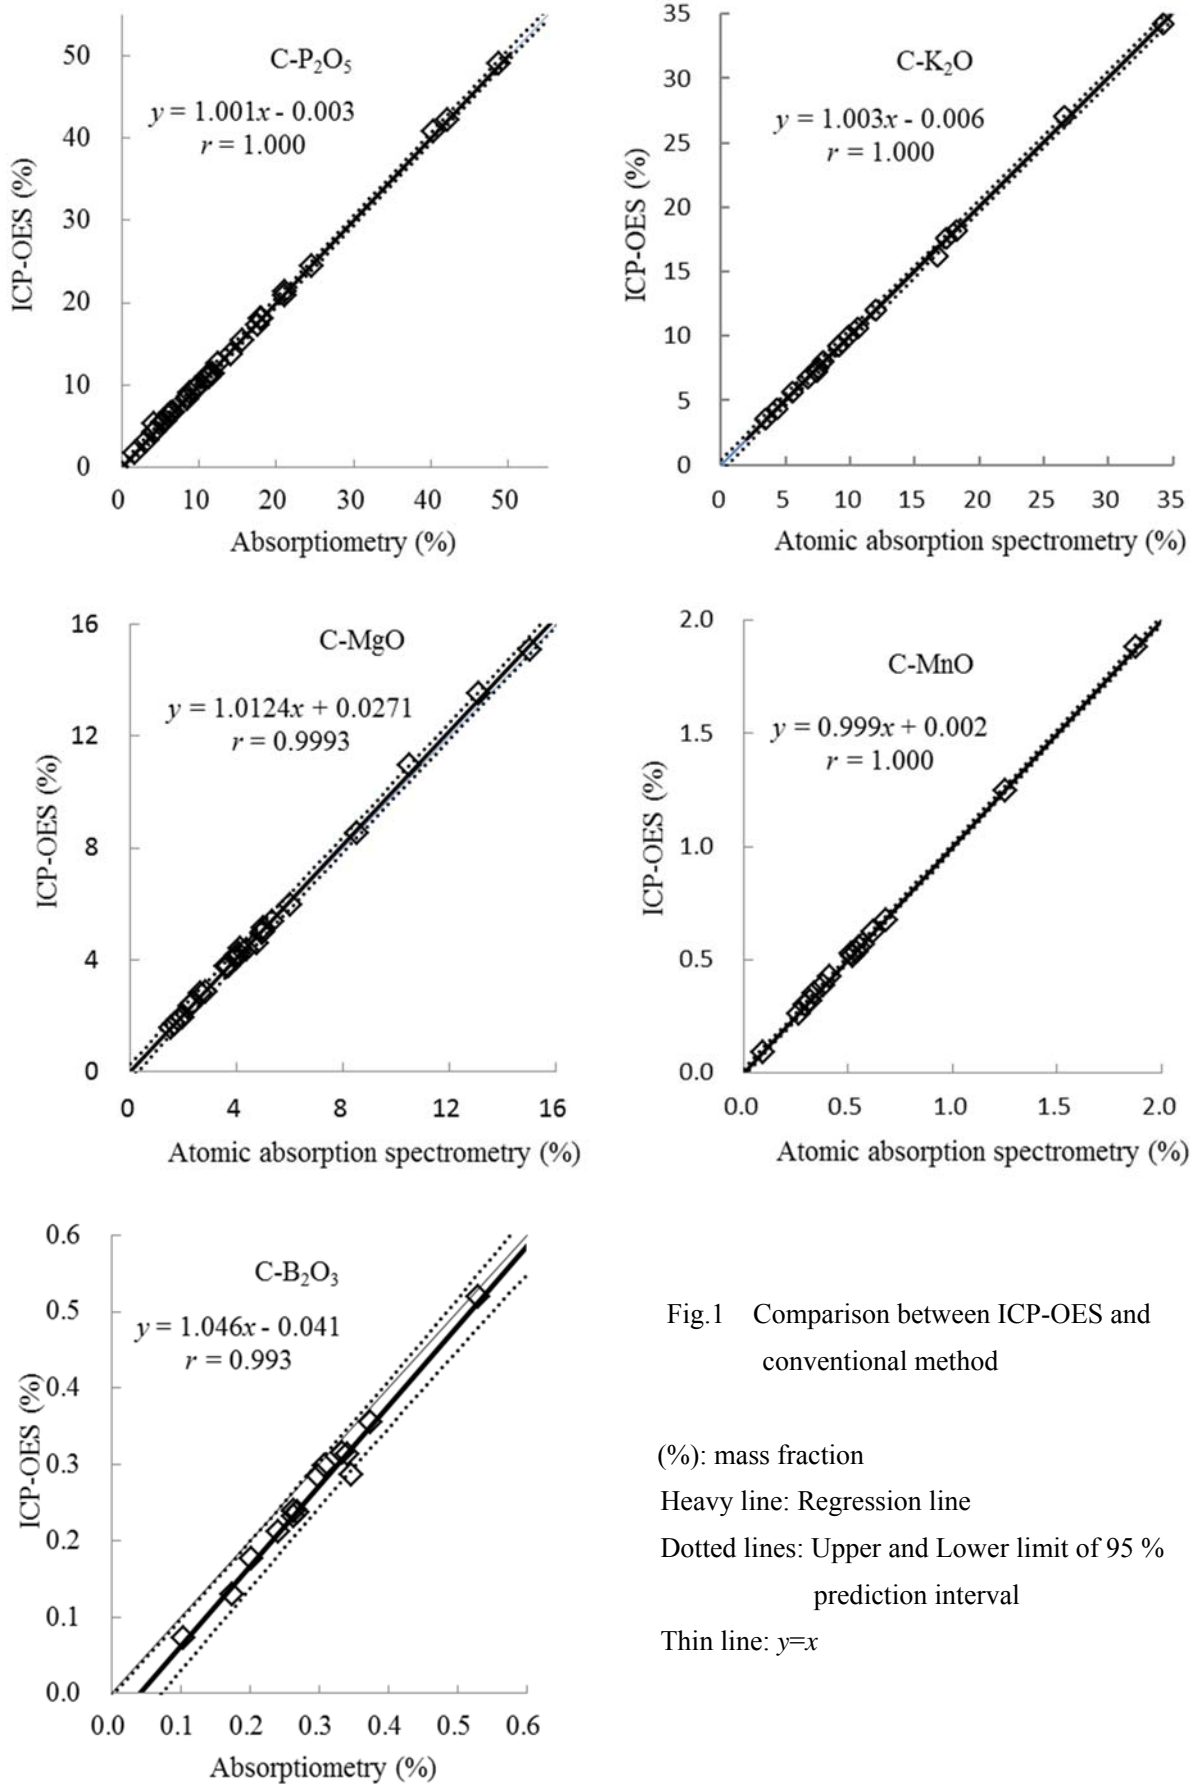 C-P₂O₅
y = 1.001x - 0.003
r = 1.000
ICP-OES (%)
50
40
30
20
10
0
0 10 20 30 40 50
Absorptiometry (%)
C-K₂O
y = 1.003x - 0.006
r = 1.000
ICP-OES (%)
35
30
25
20
15
10
5
0
0 5 10 15 20 25 30 35
Atomic absorption spectrometry (%)
C-MgO
y = 1.0124x + 0.0271
r = 0.9993
ICP-OES (%)
16
12
8
4
0
0 4 8 12 16
Atomic absorption spectrometry (%)
C-MnO
y = 0.999x + 0.002
r = 1.000
ICP-OES (%)
2.0
1.5
1.0
0.5
0.0
0.0 0.5 1.0 1.5 2.0
Atomic absorption spectrometry (%)
C-B₂O₃
y = 1.046x - 0.041
r = 0.993
ICP-OES (%)
0.6
0.5
0.4
0.3
0.2
0.1
0.0
0.0 0.1 0.2 0.3 0.4 0.5 0.6
Absorptiometry (%)
Fig.1 Comparison between ICP-OES and
conventional method
(%): mass fraction
Heavy line: Regression line
Dotted lines: Upper and Lower limit of 95 %
prediction interval
Thin line: y=x